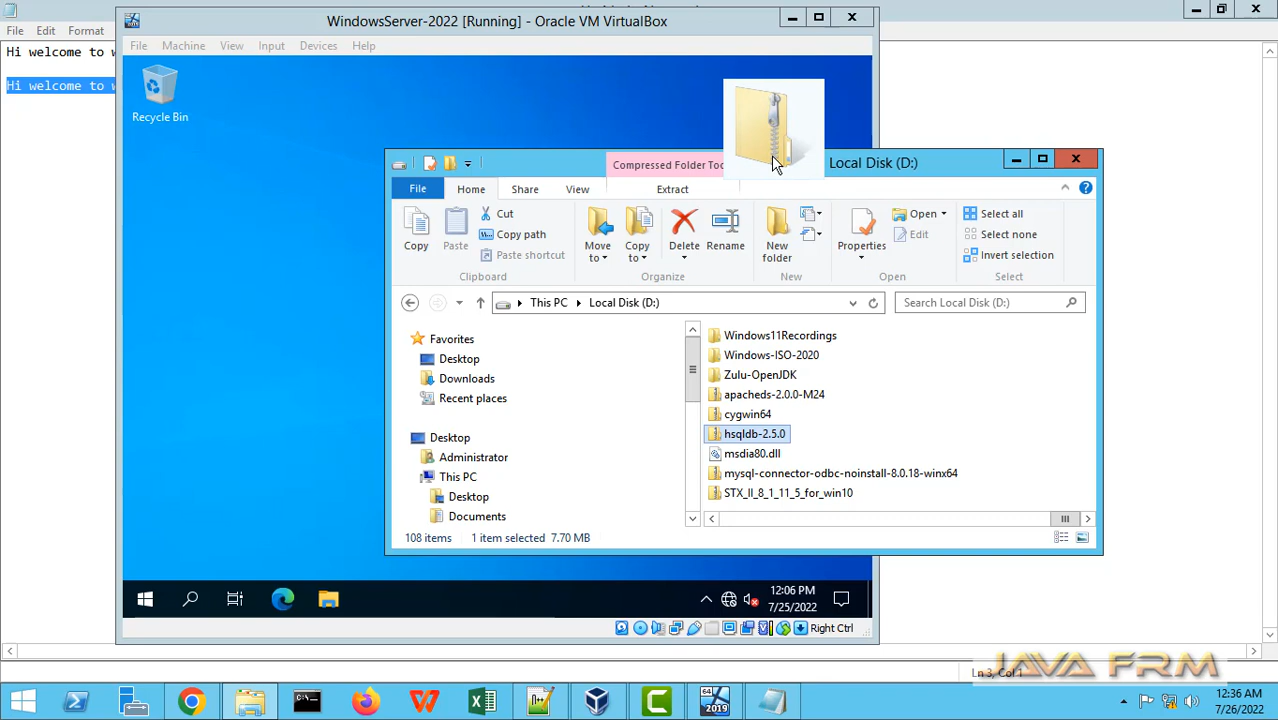 WindowsServer-2022 [Running] - Oracle VM VirtualBox
File Edit Format
File Machine View Input Devices Help
Hi welcome to w
Hi welcome to w
Recycle Bin
Compressed Folder Too
Local Disk (D:)
File Home Share View Extract
Copy
Paste
Cut
Copy path
Paste shortcut
Move to
Copy to
Delete
Rename
New folder
Properties
Open
Edit
Select all
Select none
Invert selection
Clipboard
Organize
New
Open
Select
This PC
Local Disk (D:)
Search Local Disk (D:)
Favorites
Desktop
Downloads
Recent places
Desktop
Administrator
This PC
Desktop
Documents
Windows11Recordings
Windows-ISO-2020
Zulu-OpenJDK
apacheds-2.0.0-M24
cygwin64
hsqldb-2.5.0
msdia80.dll
mysql-connector-odbc-noinstall-8.0.18-winx64
STX_II_8_1_11_5_for_win10
108 items 1 item selected 7.70 MB
12:06 PM
7/25/2022
Right Ctrl
Ln 3, Col 1
JAVA FRM
64
2019
12:36 AM
7/26/2022